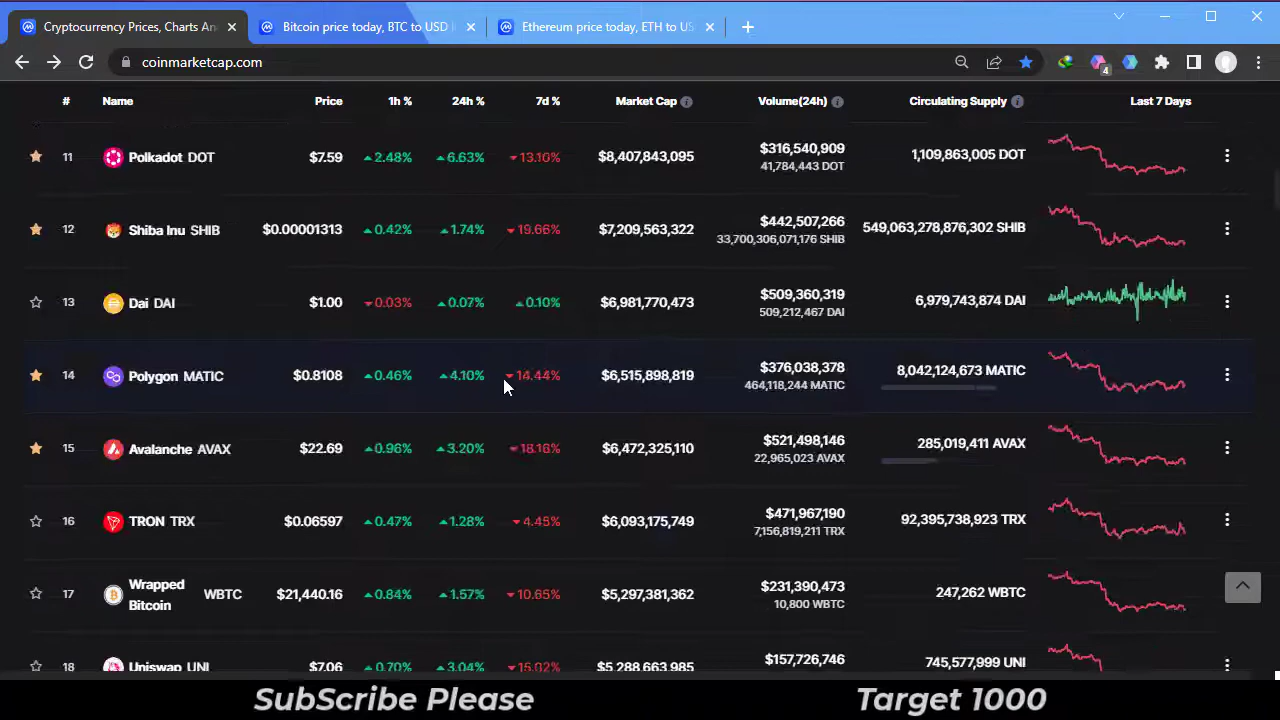 Cryptocurrency Prices, Charts An
Bitcoin price today, BTC to USD l
Ethereum price today, ETH to US
coinmarketcap.com
4
# Name Price 1h % 24h % 7d % Market Cap Volume(24h) Circulating Supply Last 7 Days
11 Polkadot DOT $7.59 2.48% 6.63% 13.10% $8,407,843,095 $316,540,909 1,109,863,005 DOT
41,784,443 DOT
12 Shiba Inu SHIB $0.00001313 0.42% 1.74% 19.66% $7,209,563,322 $442,507,266 549,063,278,876,302 SHIB
33,700,306,071,176 SHIB
13 Dai DAI $1.00 0.03% 0.07% 0.10% $6,981,770,473 $509,360,319 6,979,743,874 DAI
509,212,467 DAI
14 Polygon MATIC $0.8108 0.46% 4.10% 14.44% $6,515,898,819 $376,038,378 8,042,124,673 MATIC
464,118,244 MATIC
15 Avalanche AVAX $22.69 0.96% 3.20% 18.16% $6,472,325,110 $521,498,146 285,019,411 AVAX
22,965,023 AVAX
16 TRON TRX $0.06597 0.47% 1.28% 4.45% $6,093,175,749 $471,967,190 92,395,738,923 TRX
7,156,819,211 TRX
17 Wrapped Bitcoin WBTC $21,440.16 0.84% 1.57% 10.65% $5,297,381,362 $231,390,473 247,262 WBTC
10,800 WBTC
18 Uniswap UNI $7.06 0.70% 3.04% 15.02% $5,288,663,985 $157,726,746 745,577,999 UNI
SubScribe Please
Target 1000